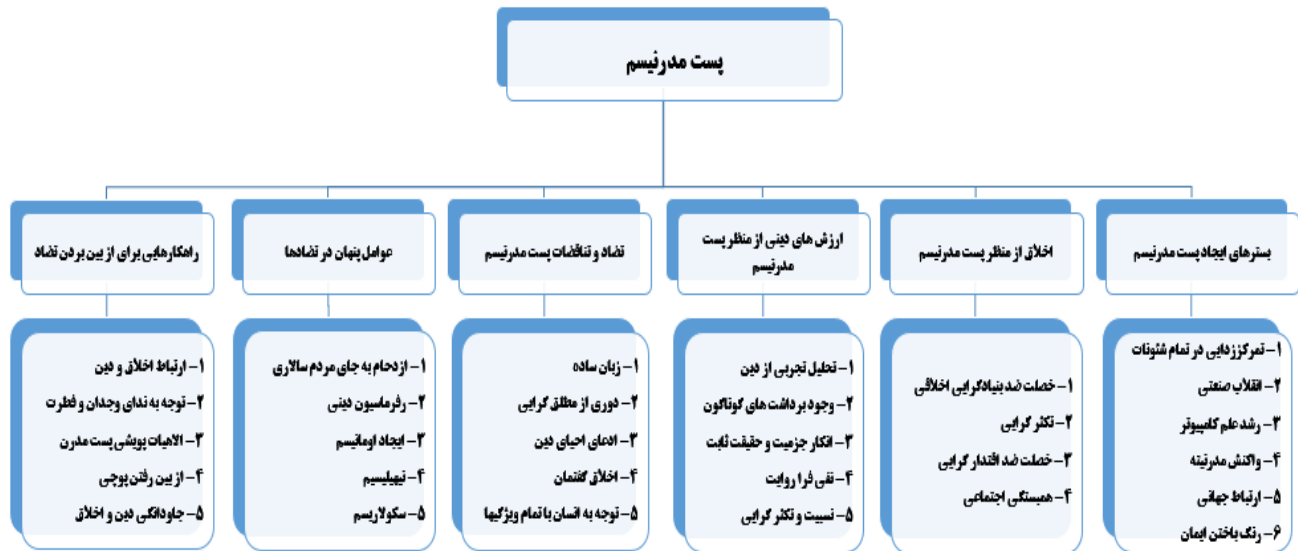 پست مدرنیسم
بسترهای ایجاد پست مدرنیسم
۱- تمرکززدایی در تمام شئونات
۲- انقلاب صنعتی
۳- رشد علم کامپیوتر
۴- واکنش مدرنیته
۵- ارتباط جهانی
۶- رنگ باختن ایمان
اخلاق از منظر پست مدرنیسم
۱- خصلت ضد بنیادگرایی اخلاقی
۲- تکثر گرایی
۳- خصلت ضد اقتدار گرایی
۴- همبستگی اجتماعی
ارزش های دینی از منظر پست
مدرنیسم
۱- تحلیل تجربی از دین
۲- وجود برداشت های گوناگون
۳- انکار جزمیت و حقیقت ثابت
۴- نفی فرا روایت
۵- نسبیت و تکثر گرایی
تضاد و تناقضات پست مدرنیسم
۱- زبان ساده
۲- دوری از مطلق گرایی
۳- ادعای احیای دین
۴- اخلاق گفتمان
۵- توجه به انسان با تمام ویژگیها
عوامل پنهان در تضادها
۱- ازدحام به جای مردم سالاری
۲- رفرماسیون دینی
۳- ایجاد اومانیسم
۴- نیهیلیسم
۵- سکولاریسم
راهکارهایی برای از بین بردن تضاد
۱- ارتباط اخلاق و دین
۲- توجه به ندای وجدان و فطرت
۳- الاهیات پویشی پست مدرن
۴- از بین رفتن پوچی
۵- جاودانگی دین و اخلاق